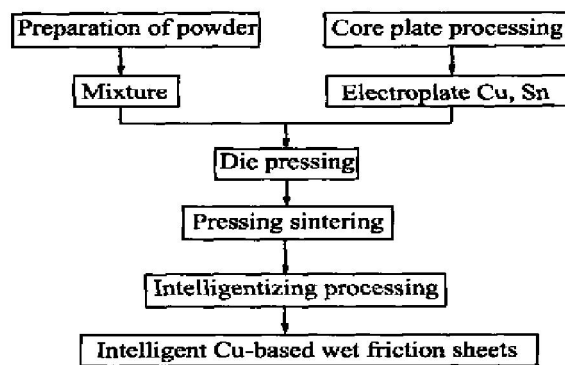 Preparation of powder
Core plate processing
Mixture
Electroplate Cu, Sn
Die pressing
Pressing sintering
Intelligentizing processing
Intelligent Cu-based wet friction sheets